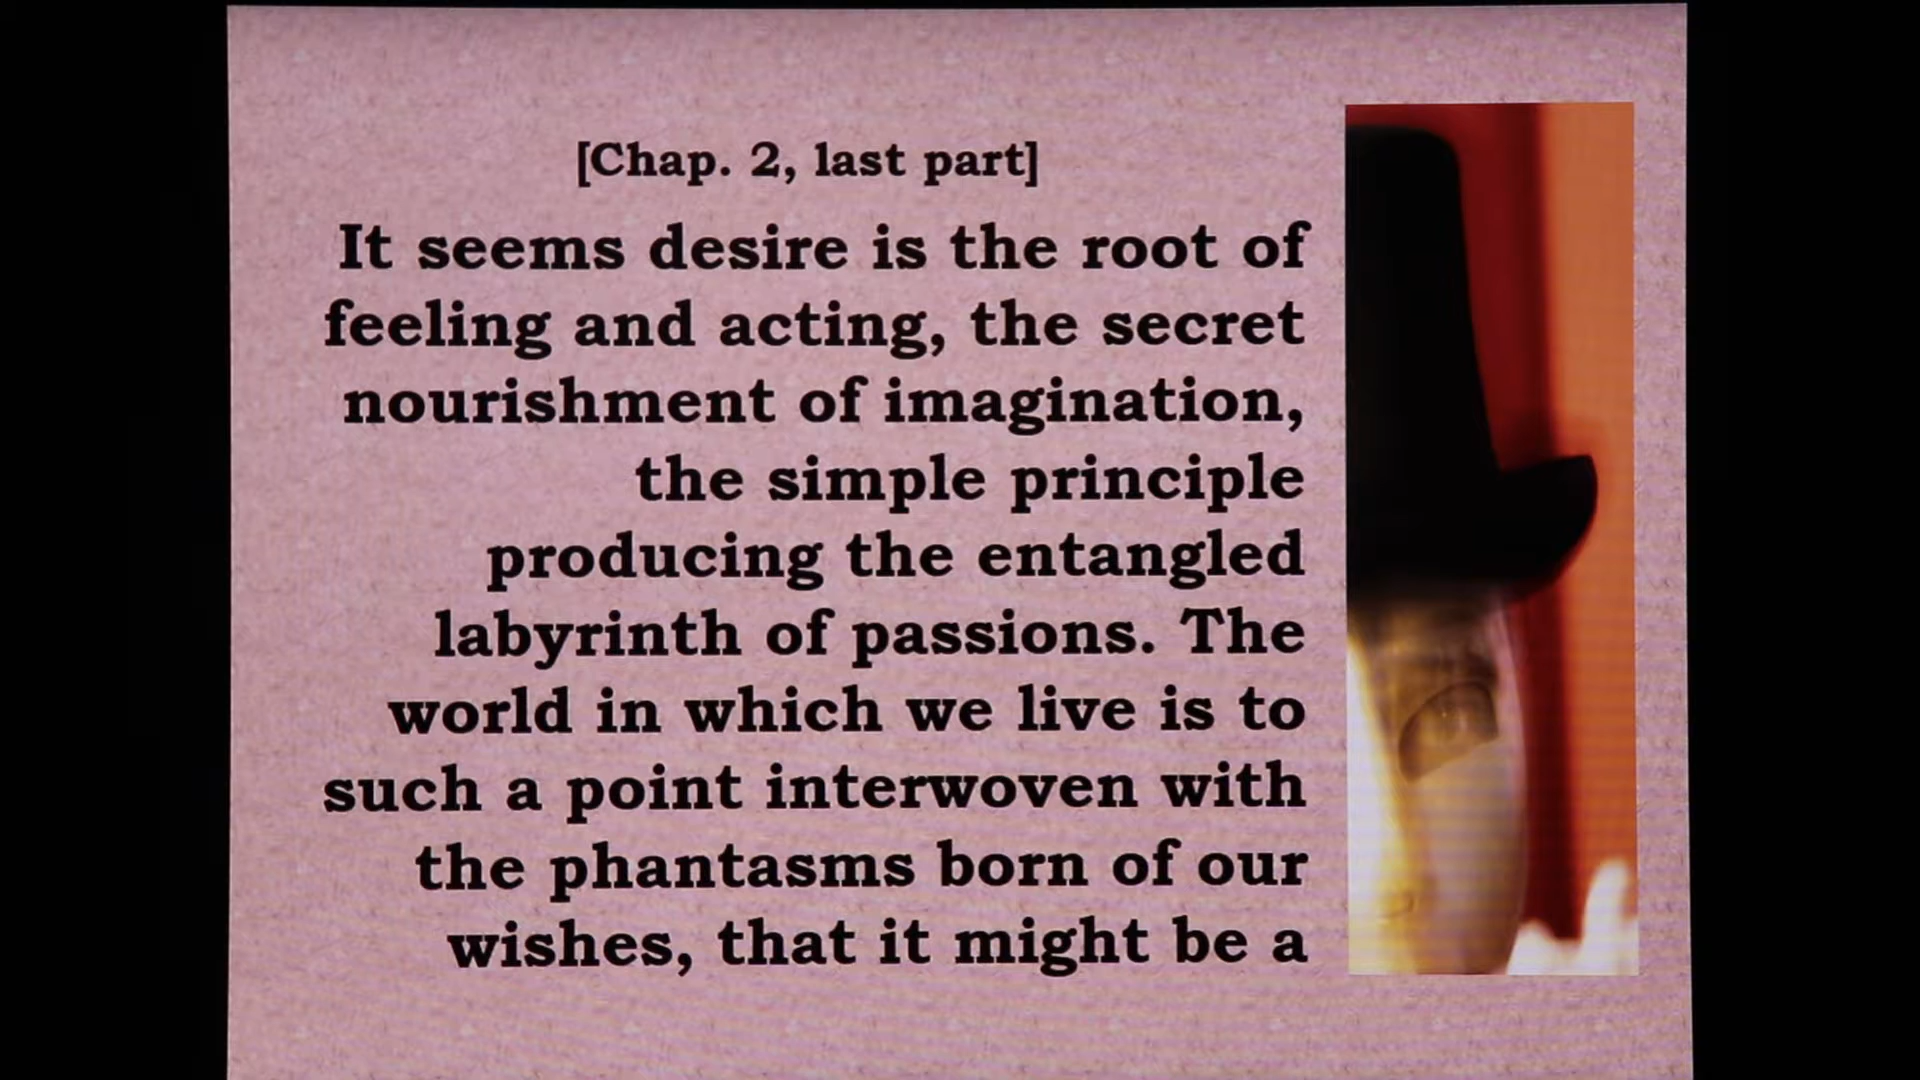 [Chap. 2, last part]
It seems desire is the root of
feeling and acting, the secret
nourishment of imagination,
the simple principle
producing the entangled
labyrinth of passions. The
world in which we live is to
such a point interwoven with
the phantasms born of our
wishes, that it might be a